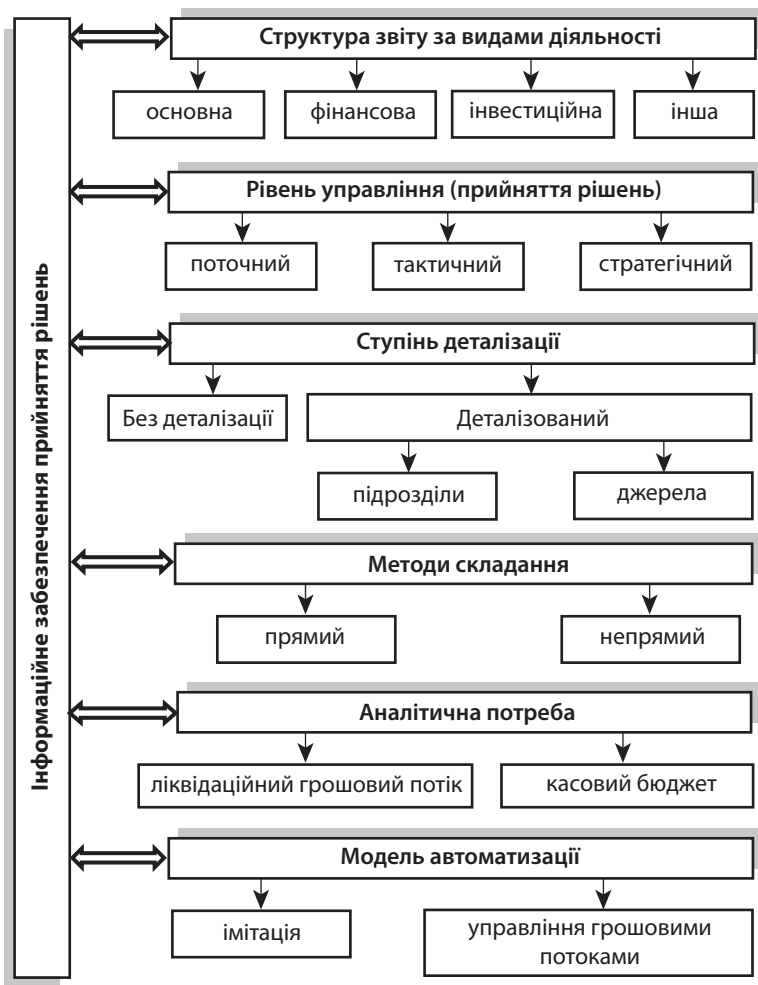 Інформаційне забезпечення прийняття рішень
Структура звіту за видами діяльності
основна
фінансова
інвестиційна
інша
Рівень управління (прийняття рішень)
поточний
тактичний
стратегічний
Ступінь деталізації
Без деталізації
Деталізований
підрозділи
джерела
Методи складання
прямий
непрямий
Аналітична потреба
ліквідаційний грошовий потік
касовий бюджет
Модель автоматизації
імітація
управління грошовими
потоками